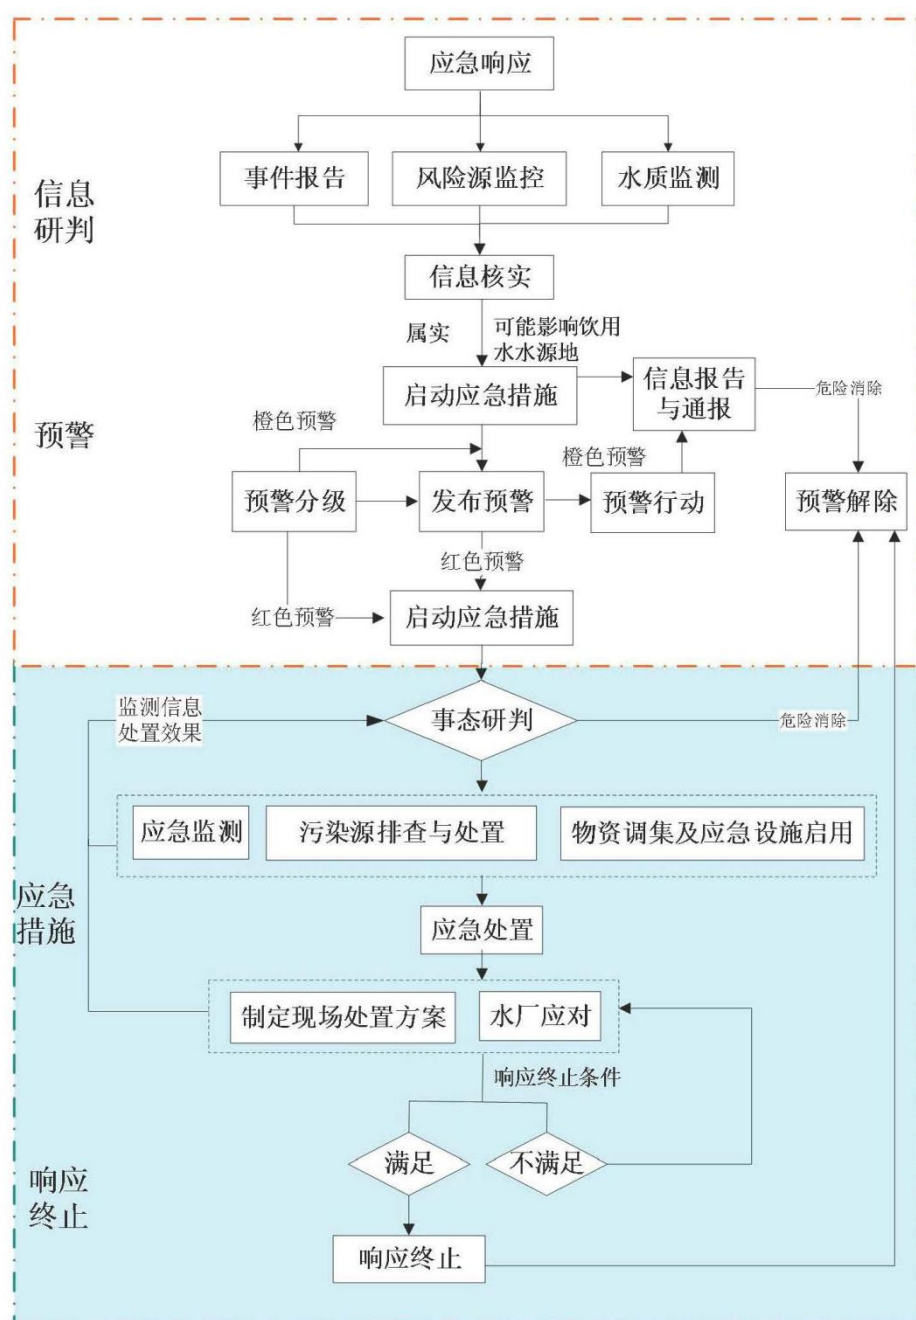 应急响应
事件报告
风险源监控
水质监测
信息
研判
信息核实
属实
可能影响饮用
水水源地
启动应急措施
信息报告
与通报
危险消除
预警
橙色预警
橙色预警
预警分级
发布预警
预警行动
预警解除
红色预警
红色预警
启动应急措施
监测信息
处置效果
事态研判
危险消除
应急监测
污染源排查与处置
物资调集及应急设施启用
应急
措施
应急处置
制定现场处置方案
水厂应对
响应终止条件
满足
不满足
响应
终止
响应终止